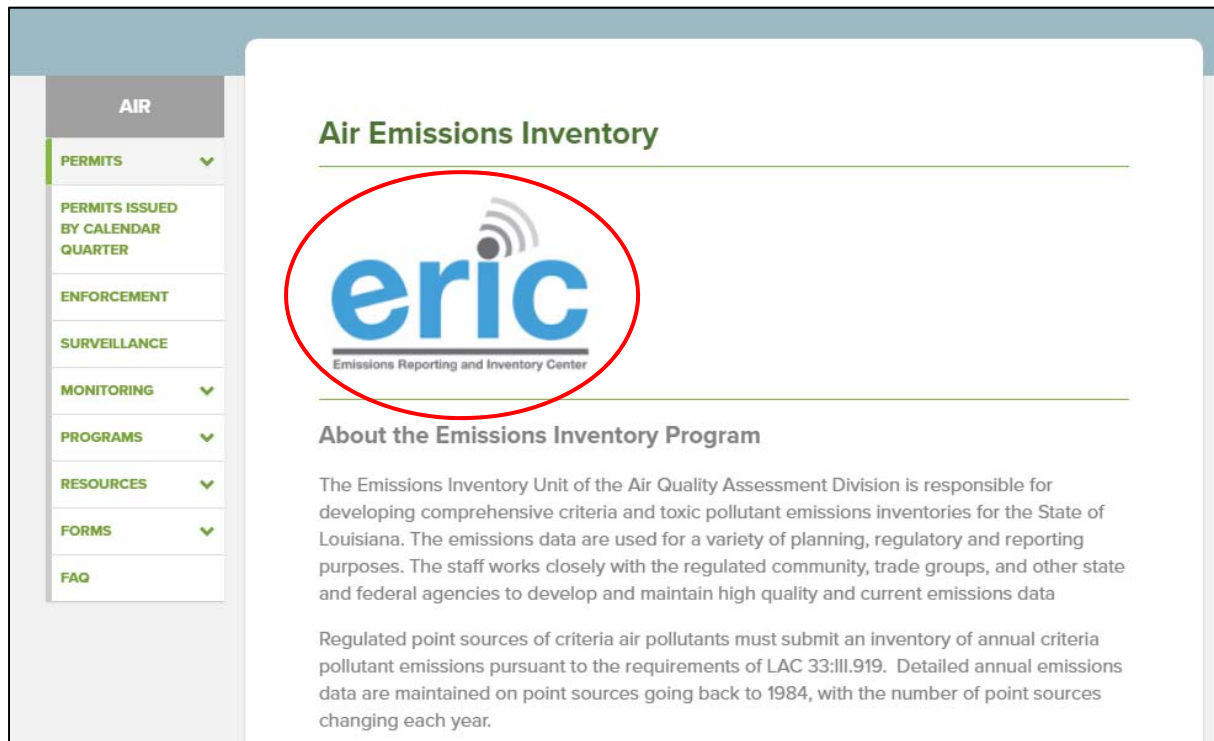 AIR
PERMITS
PERMITS ISSUED
BY CALENDAR
QUARTER
ENFORCEMENT
SURVEILLANCE
MONITORING
PROGRAMS
RESOURCES
FORMS
FAQ
Air Emissions Inventory
eric
Emissions Reporting and Inventory Center
About the Emissions Inventory Program
The Emissions Inventory Unit of the Air Quality Assessment Division is responsible for
developing comprehensive criteria and toxic pollutant emissions inventories for the State of
Louisiana. The emissions data are used for a variety of planning, regulatory and reporting
purposes. The staff works closely with the regulated community, trade groups, and other state
and federal agencies to develop and maintain high quality and current emissions data
Regulated point sources of criteria air pollutants must submit an inventory of annual criteria
pollutant emissions pursuant to the requirements of LAC 33:III.919. Detailed annual emissions
data are maintained on point sources going back to 1984, with the number of point sources
changing each year.